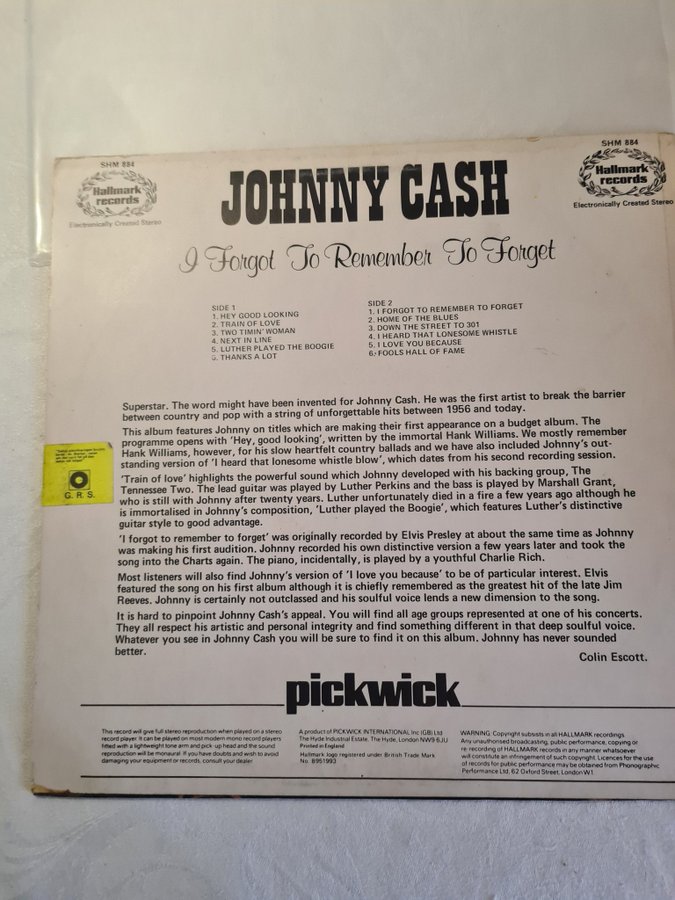 SHM 884
Hallmark
records
Electronically Created Stereo
SHM 884
Hallmark
records
Electronically Created Stereo
JOHNNY CASH
I Forgot To Remember To Forget
SIDE 1
1. HEY GOOD LOOKING
2. TRAIN OF LOVE
3. TWO TIMIN' WOMAN
4. NEXT IN LINE
5. LUTHER PLAYED THE BOOGIE
6. THANKS A LOT
SIDE 2
1. I FORGOT TO REMEMBER TO FORGET
2. HOME OF THE BLUES
3. DOWN THE STREET TO 301
4. I HEARD THAT LONESOME WHISTLE
5. I LOVE YOU BECAUSE
6. FOOLS HALL OF FAME
Superstar. The word might have been invented for Johnny Cash. He was the first artist to break the barrier
between country and pop with a string of unforgettable hits between 1956 and today.
This album features Johnny on titles which are making their first appearance on a budget album. The
programme opens with 'Hey, good looking', written by the immortal Hank Williams. We mostly remember
Hank Williams, however, for his slow heartfelt country ballads and we have also included Johnny's out-
standing version of 'I heard that lonesome whistle blow', which dates from his second recording session.
'Train of love' highlights the powerful sound which Johnny developed with his backing group, The
Tennessee Two. The lead guitar was played by Luther Perkins and the bass is played by Marshall Grant,
who is still with Johnny after twenty years. Luther unfortunately died in a fire a few years ago although he
is immortalised in Johnny's composition, 'Luther played the Boogie', which features Luther's distinctive
guitar style to good advantage.
'I forgot to remember to forget' was originally recorded by Elvis Presley at about the same time as Johnny
was making his first audition. Johnny recorded his own distinctive version a few years later and took the
song into the Charts again. The piano, incidentally, is played by a youthful Charlie Rich.
Most listeners will also find Johnny's version of 'I love you because' to be of particular interest. Elvis
featured the song on his first album although it is chiefly remembered as the greatest hit of the late Jim
Reeves. Johnny is certainly not outclassed and his soulful voice lends a new dimension to the song.
It is hard to pinpoint Johnny Cash's appeal. You will find all age groups represented at one of his concerts.
They all respect his artistic and personal integrity and find something different in that deep soulful voice.
Whatever you see in Johnny Cash you will be sure to find it on this album. Johnny has never sounded
better.
Colin Escott.
G. R. S.
pickwick
This record will give full stereo reproduction when played on a stereo
record player. It can be played on most modern mono record players
fitted with a lightweight tone arm and pick-up head and the sound
reproduction will be monaural. If you have doubts and wish to avoid
damaging your equipment or records, consult your dealer.
A product of PICKWICK INTERNATIONAL Inc (GB) Ltd
The Hyde Industrial Estate, The Hyde, London NW9 6JU
Printed in England
Hallmark logo registered under British Trade Mark
No. B951993
WARNING: Copyright subsists in all HALLMARK recordings.
Any unauthorised broadcasting, public performance, copying or
re-recording of HALLMARK records in any manner whatsoever
will constitute an infringement of such copyright. Licences for the use
of records for public performance may be obtained from Phonographic
Performance Ltd, 62 Oxford Street, London W1.